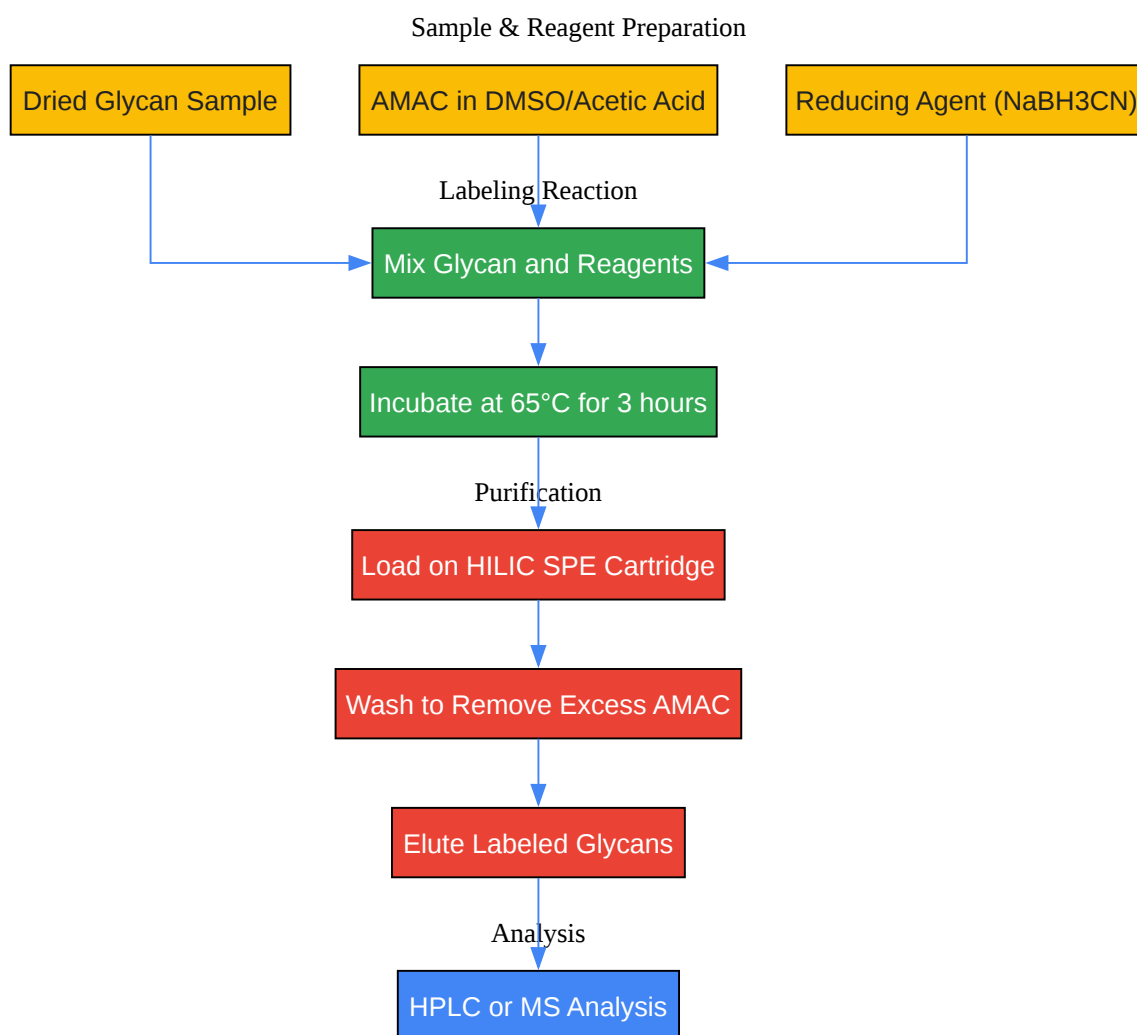 Sample & Reagent Preparation
Dried Glycan Sample
AMAC in DMSO/Acetic Acid
Reducing Agent (NaBH3CN)
Labeling Reaction
Mix Glycan and Reagents
Incubate at 65°C for 3 hours
Purification
Load on HILIC SPE Cartridge
Wash to Remove Excess AMAC
Elute Labeled Glycans
Analysis
HPLC or MS Analysis